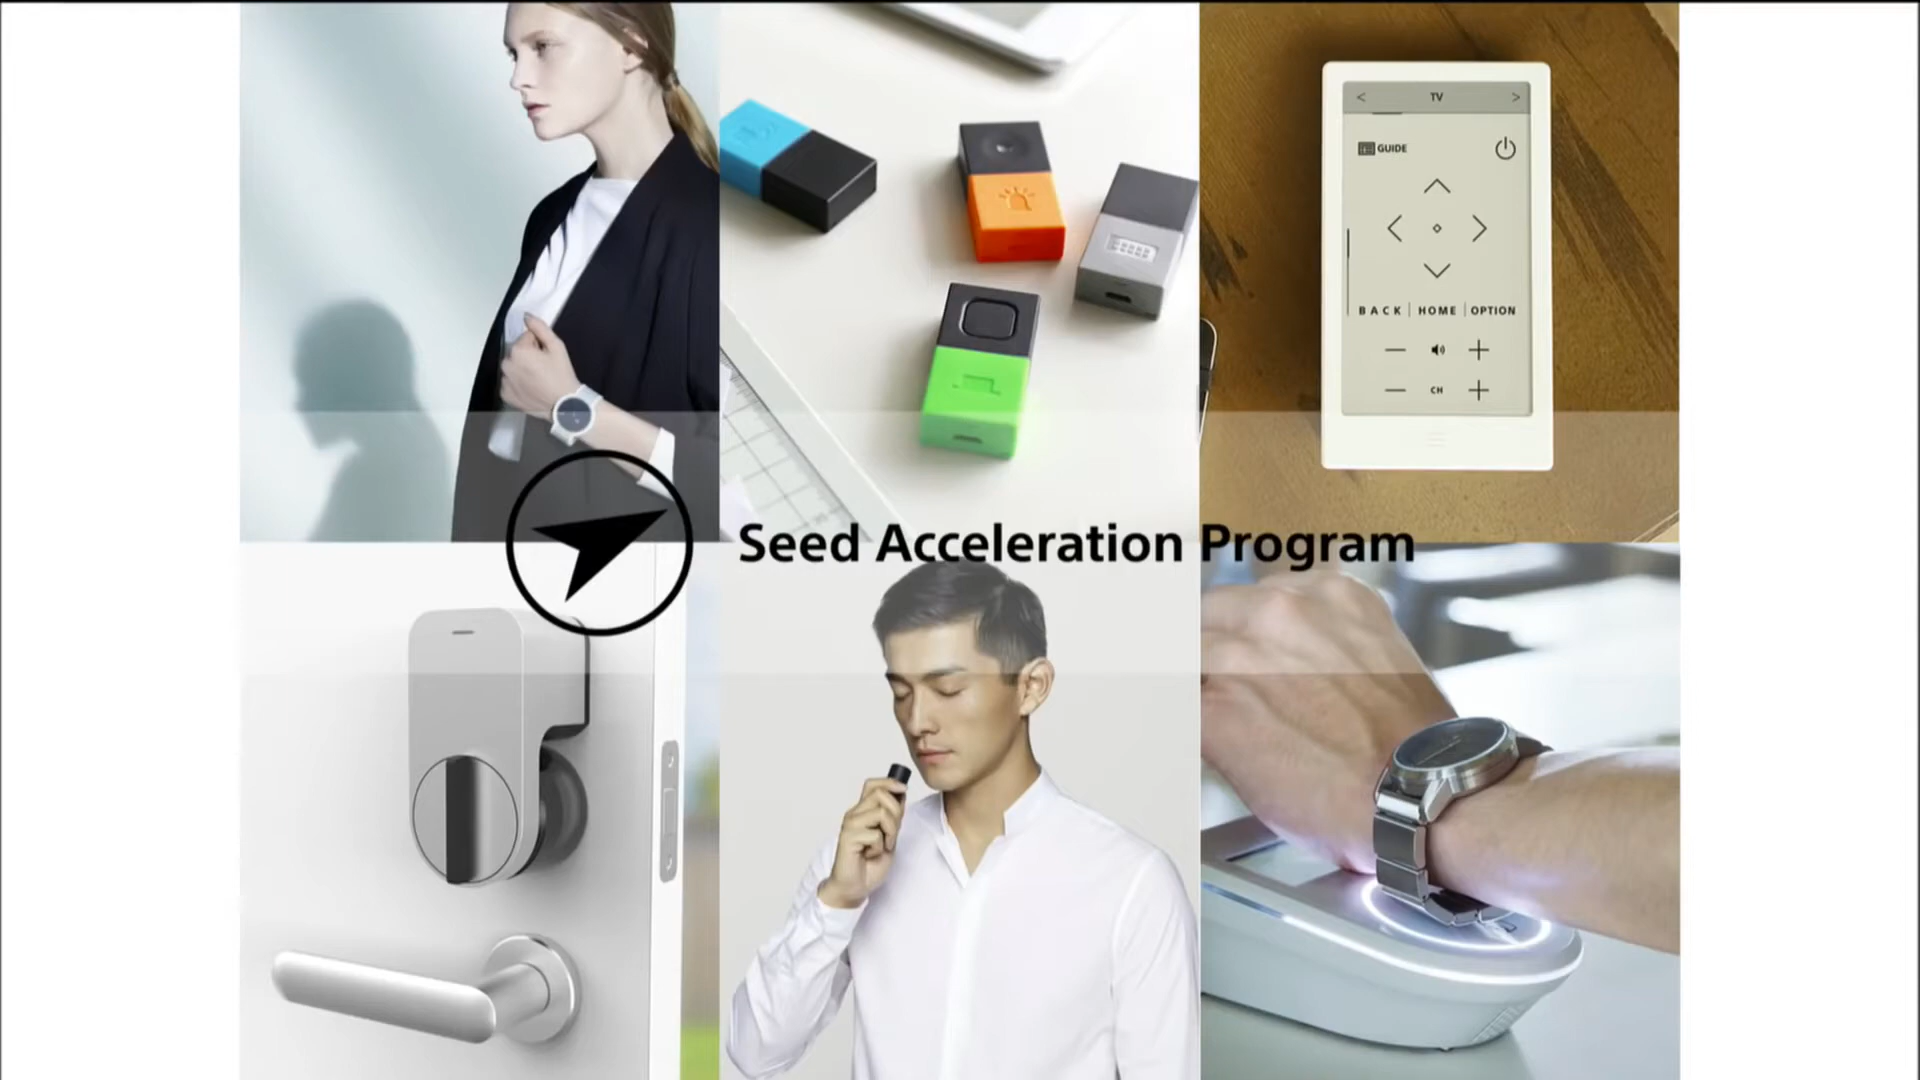 < TV >
GUIDE
BACK | HOME | OPTION
CH
Seed Acceleration Program